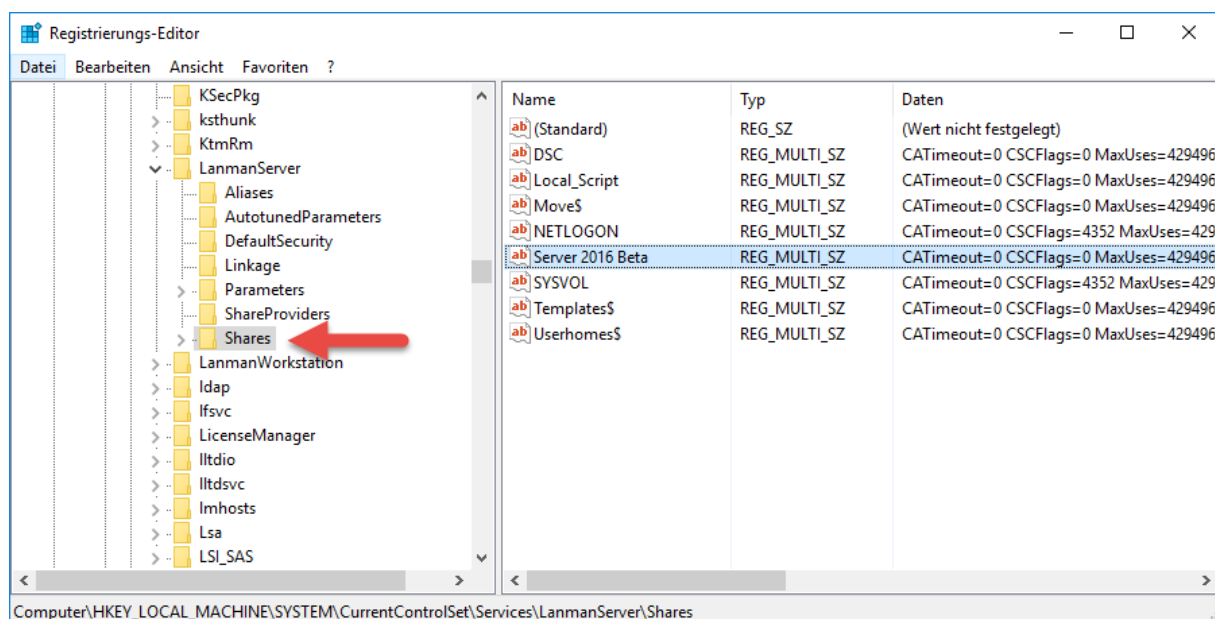 Registrierungs-Editor
Datei Bearbeiten Ansicht Favoriten ?
KSecPkg
ksthunk
KtmRm
LanmanServer
Aliases
AutotunedParameters
DefaultSecurity
Linkage
Parameters
ShareProviders
Shares
LanmanWorkstation
ldap
lfsvc
LicenseManager
lltdio
lltdsvc
lmhosts
Lsa
LSI_SAS
Name Typ Daten
(Standard) REG_SZ (Wert nicht festgelegt)
DSC REG_MULTI_SZ CATimeout=0 CSCFlags=0 MaxUses=429496
Local_Script REG_MULTI_SZ CATimeout=0 CSCFlags=0 MaxUses=429496
Move$ REG_MULTI_SZ CATimeout=0 CSCFlags=0 MaxUses=429496
NETLOGON REG_MULTI_SZ CATimeout=0 CSCFlags=4352 MaxUses=429
Server 2016 Beta REG_MULTI_SZ CATimeout=0 CSCFlags=0 MaxUses=429496
SYSVOL REG_MULTI_SZ CATimeout=0 CSCFlags=4352 MaxUses=429
Templates$ REG_MULTI_SZ CATimeout=0 CSCFlags=0 MaxUses=429496
Userhomes$ REG_MULTI_SZ CATimeout=0 CSCFlags=0 MaxUses=429496
Computer\HKEY_LOCAL_MACHINE\SYSTEM\CurrentControlSet\Services\LanmanServer\Shares